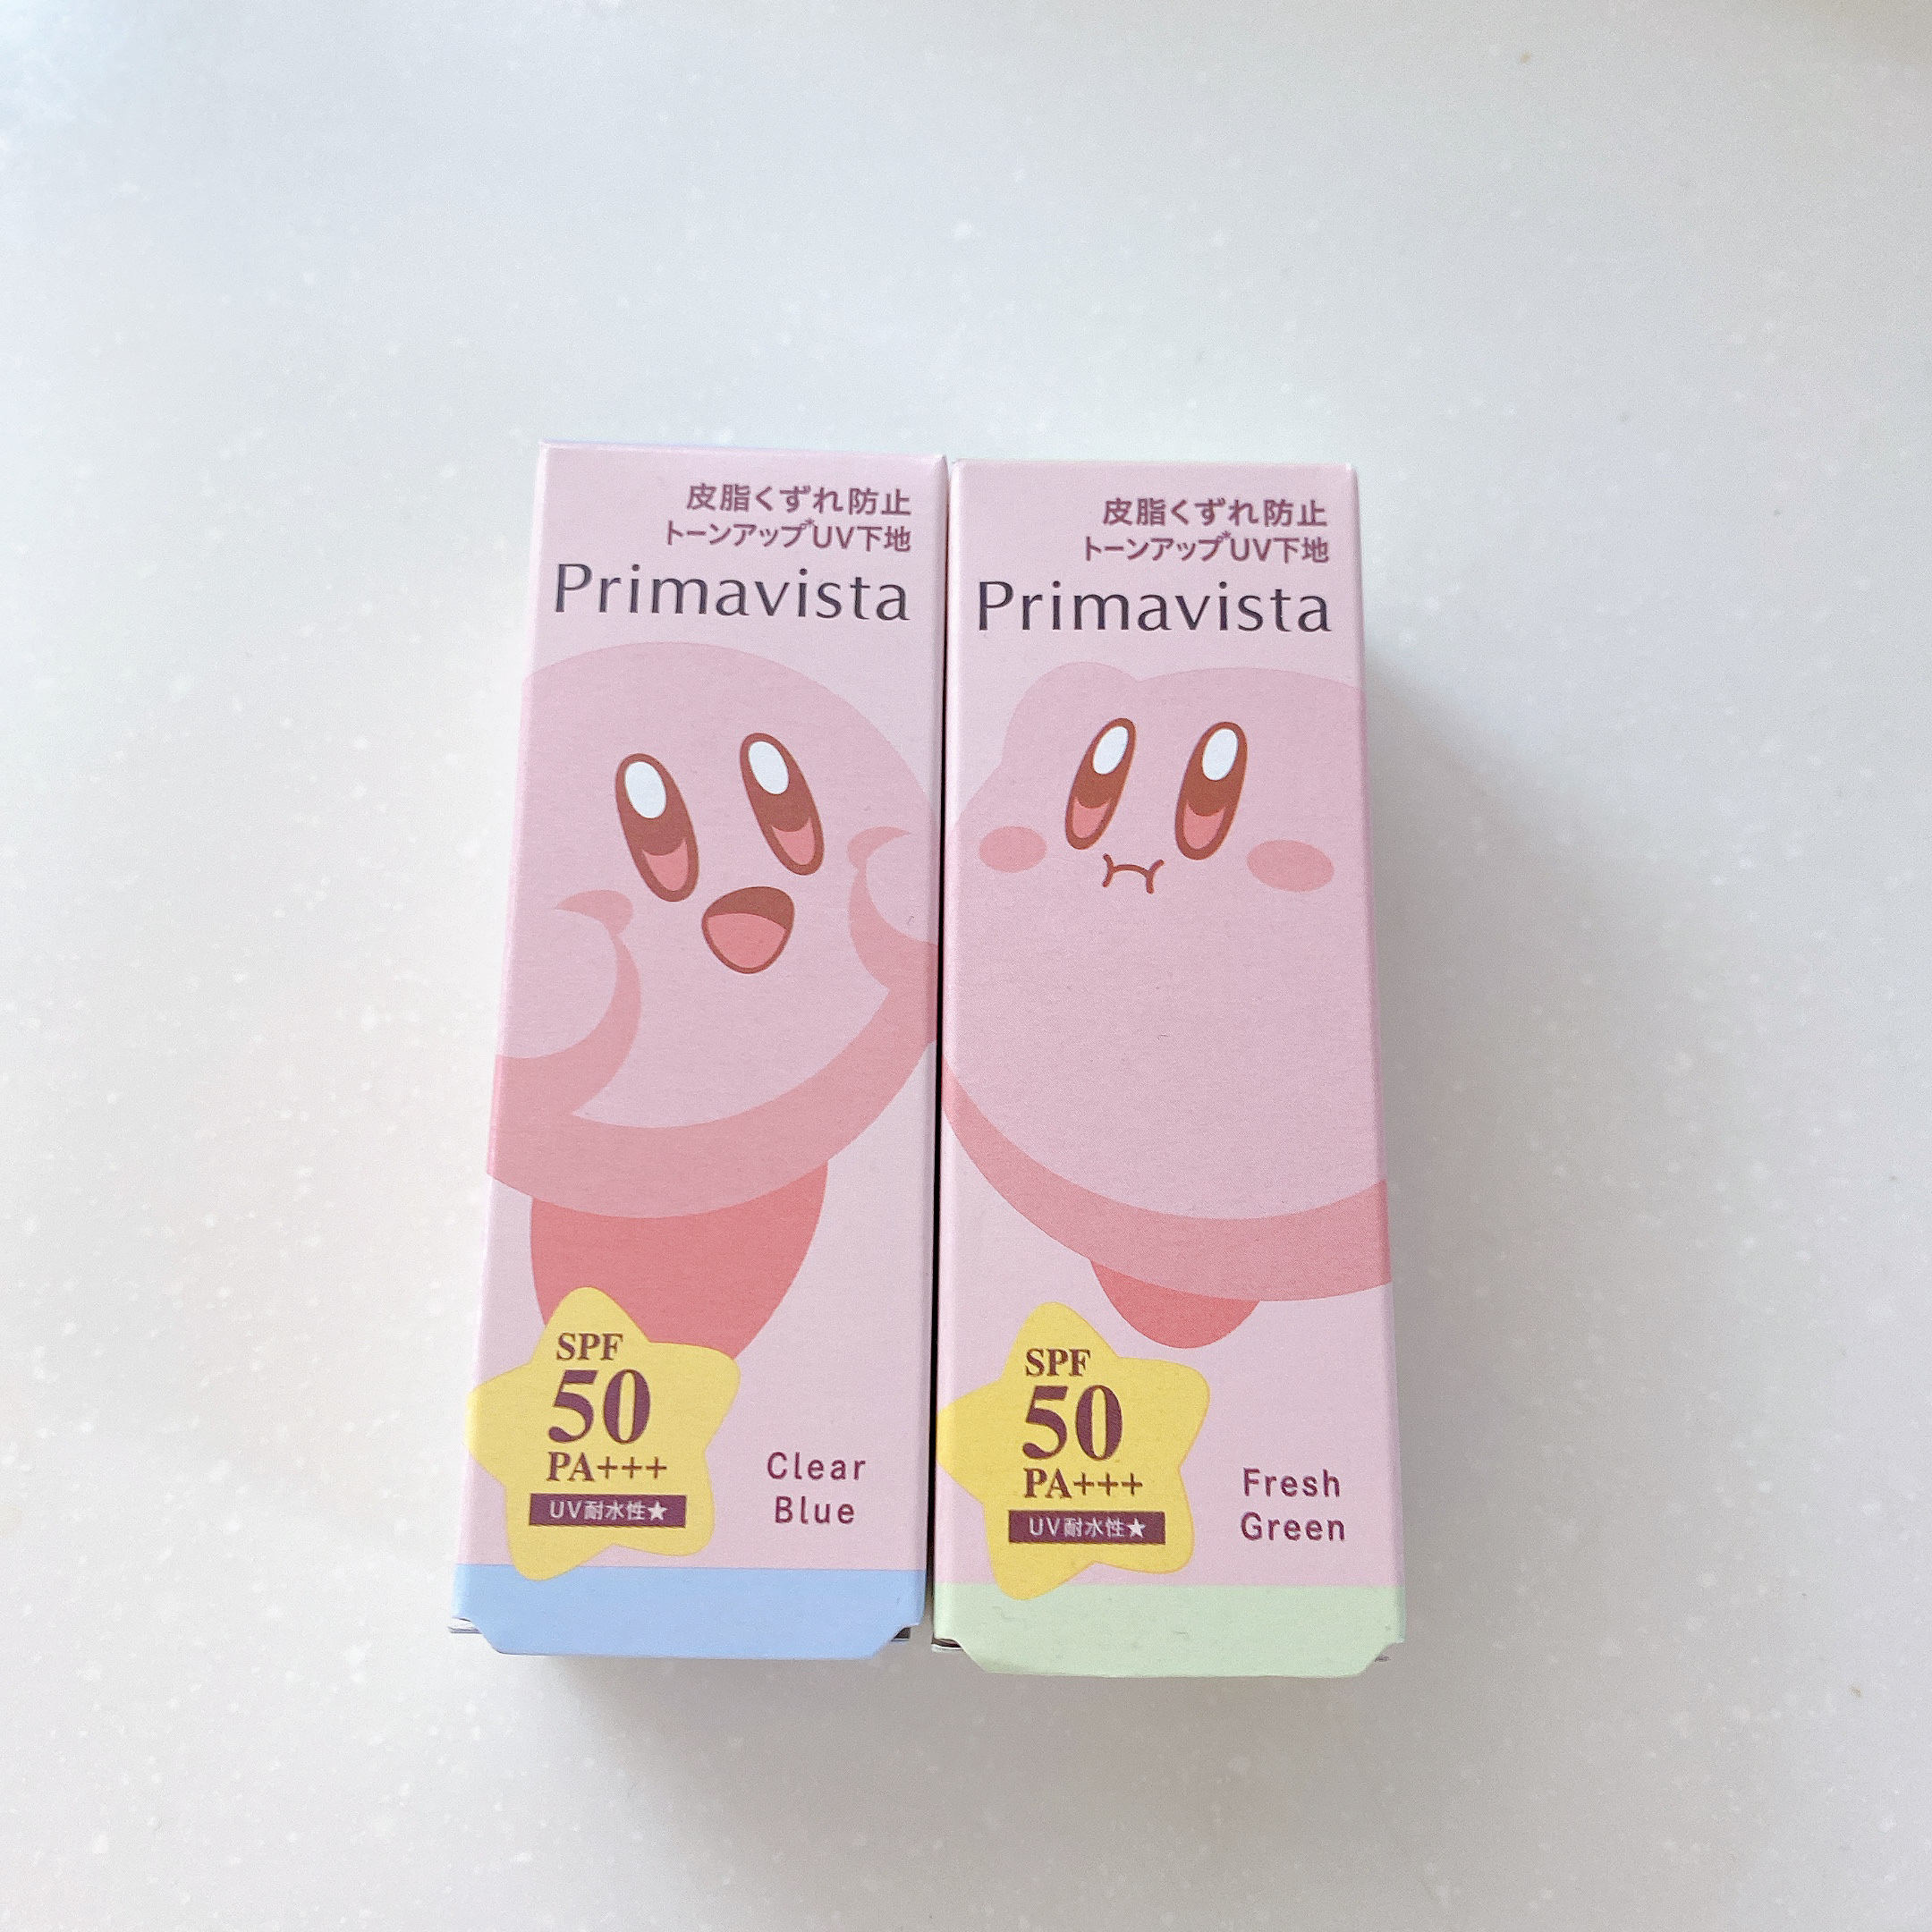 皮脂くずれ防止
トーンアップ*UV下地
Primavista
SPF
50
PA+++
UV耐水性★
Clear
Blue
皮脂くずれ防止
トーンアップ*UV下地
Primavista
SPF
50
PA+++
UV耐水性★
Fresh
Green